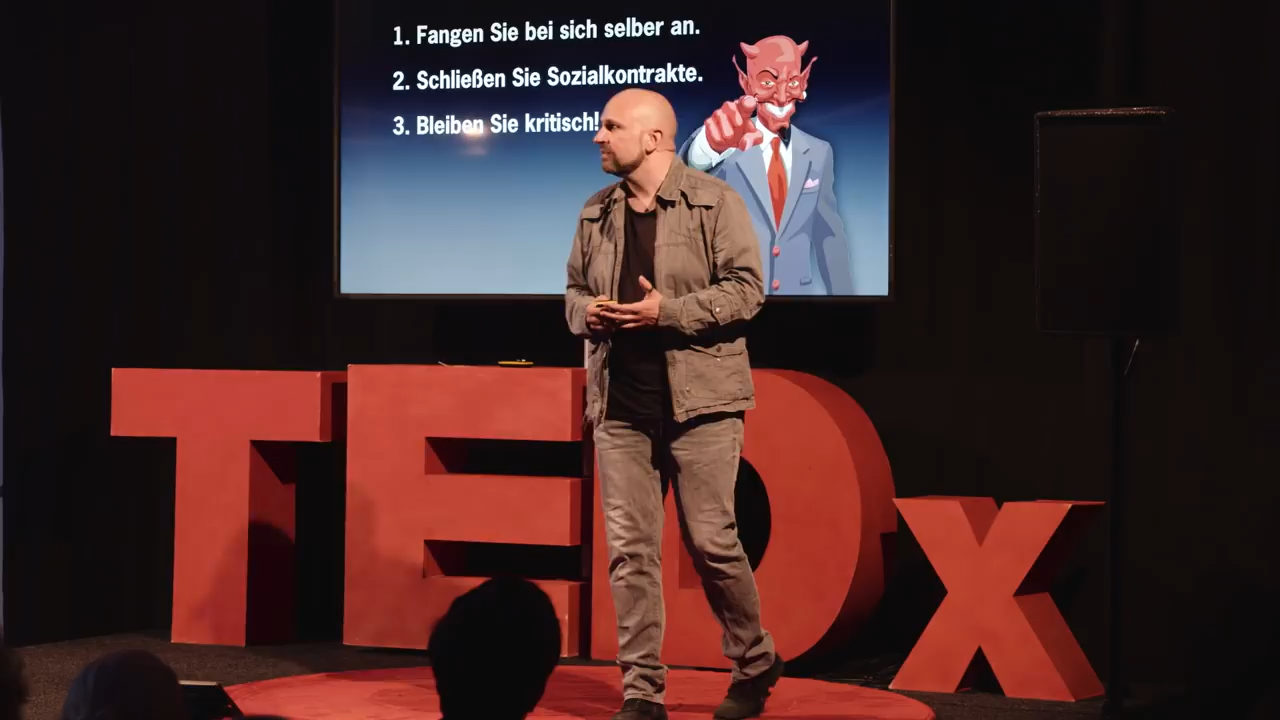 1. Fangen Sie bei sich selber an.
2. Schließen Sie Sozialkontrakte.
3. Bleiben Sie kritisch!
TEDx